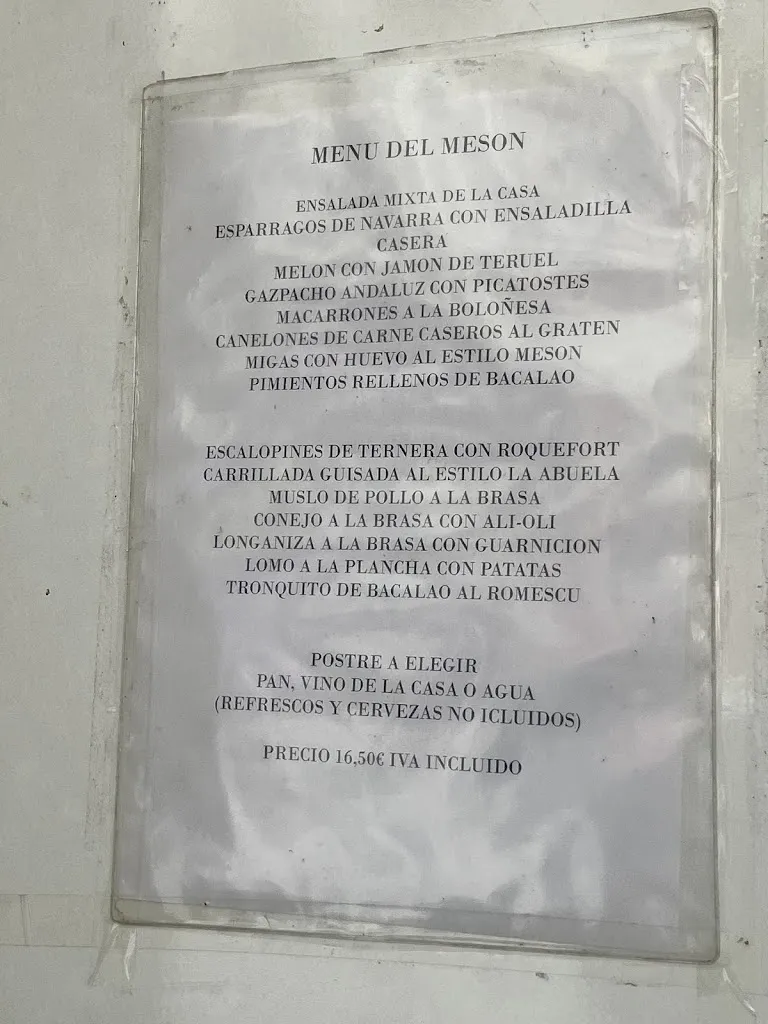 MENU DEL MESON
ENSALADA MIXTA DE LA CASA
ESPARRAGOS DE NAVARRA CON ENSALADILLA
CASERA
MELON CON JAMON DE TERUEL
GAZPACHO ANDALUZ CON PICATOSTES
MACARRONES A LA BOLOÑESA
CANELONES DE CARNE CASEROS AL GRATEN
MIGAS CON HUEVO AL ESTILO MESON
PIMIENTOS RELLENOS DE BACALAO
ESCALOPINES DE TERNERA CON ROQUEFORT
CARRILLADA GUISADA AL ESTILO LA ABUELA
MUSLO DE POLLO A LA BRASA
CONEJO A LA BRASA CON ALI-OLI
LONGANIZA A LA BRASA CON GUARNICION
LOMO A LA PLANCHA CON PATATAS
TRONQUITO DE BACALAO AL ROMESCU
POSTRE A ELEGIR
PAN, VINO DE LA CASA O AGUA
(REFRESCOS Y CERVEZAS NO ICLUIDOS)
PRECIO 16,50€ IVA INCLUIDO